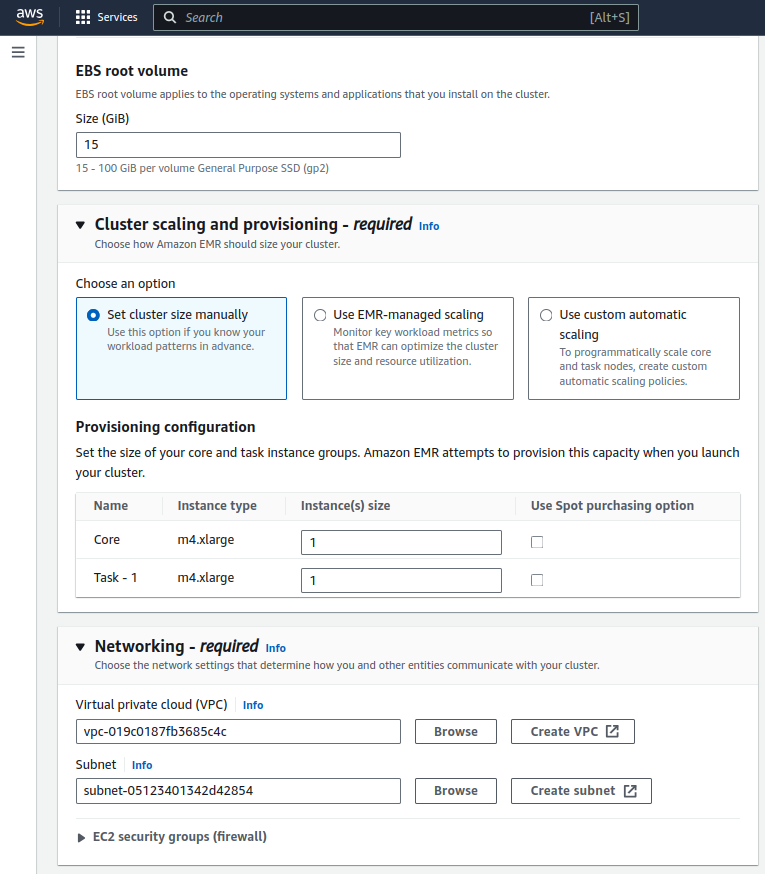 aws
Services
Search
[Alt+S]
EBS root volume
EBS root volume applies to the operating systems and applications that you install on the cluster.
Size (GiB)
15
15 - 100 GiB per volume General Purpose SSD (gp2)
Cluster scaling and provisioning - required Info
Choose how Amazon EMR should size your cluster.
Choose an option
Set cluster size manually
Use this option if you know your
workload patterns in advance.
Use EMR-managed scaling
Monitor key workload metrics so
that EMR can optimize the cluster
size and resource utilization.
Use custom automatic
scaling
To programmatically scale core
and task nodes, create custom
automatic scaling policies.
Provisioning configuration
Set the size of your core and task instance groups. Amazon EMR attempts to provision this capacity when you launch
your cluster.
Name Instance type Instance(s) size Use Spot purchasing option
Core m4.xlarge 1
Task - 1 m4.xlarge 1
Networking - required Info
Choose the network settings that determine how you and other entities communicate with your cluster.
Virtual private cloud (VPC) Info
vpc-019c0187fb3685c4c Browse Create VPC
Subnet Info
subnet-05123401342d42854 Browse Create subnet
EC2 security groups (firewall)